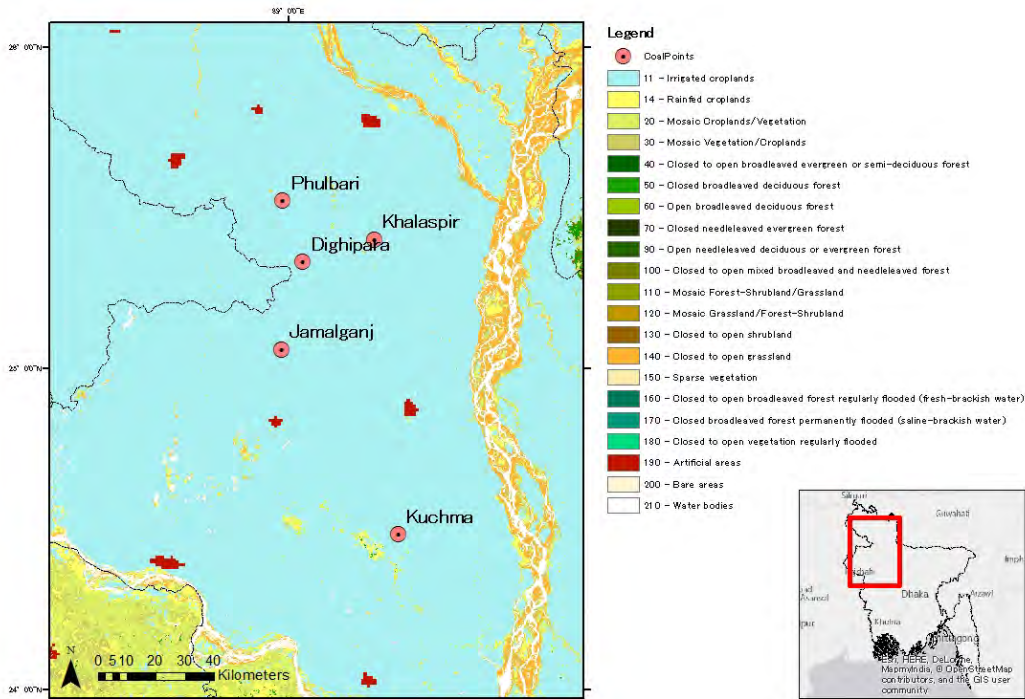 89° 0'0"E
26° 0'0"N
25° 0'0"N
24° 0'0"N
Phulbari
Khalaspir
Dighipara
Jamalganj
Kuchma
N
0 5 10 20 30 40
Kilometers
Legend
CoalPoints
11 - Irrigated croplands
14 - Rainfed croplands
20 - Mosaic Croplands/Vegetation
30 - Mosaic Vegetation/Croplands
40 - Closed to open broadleaved evergreen or semi-deciduous forest
50 - Closed broadleaved deciduous forest
60 - Open broadleaved deciduous forest
70 - Closed needleleaved evergreen forest
90 - Open needleleaved deciduous or evergreen forest
100 - Closed to open mixed broadleaved and needleleaved forest
110 - Mosaic Forest-Shrubland/Grassland
120 - Mosaic Grassland/Forest-Shrubland
130 - Closed to open shrubland
140 - Closed to open grassland
150 - Sparse vegetation
160 - Closed to open broadleaved forest regularly flooded (fresh-brackish water)
170 - Closed broadleaved forest permanently flooded (saline-brackish water)
180 - Closed to open vegetation regularly flooded
190 - Artificial areas
200 - Bare areas
210 - Water bodies
Siliguri
Guwahati
Imph
Rajshahi
Dhaka
Asansol
Aizawl
pur
Khulna
Chittagong
Esri, HERE, DeLorme,
MapmyIndia, © OpenStreetMap
contributors, and the GIS user
community